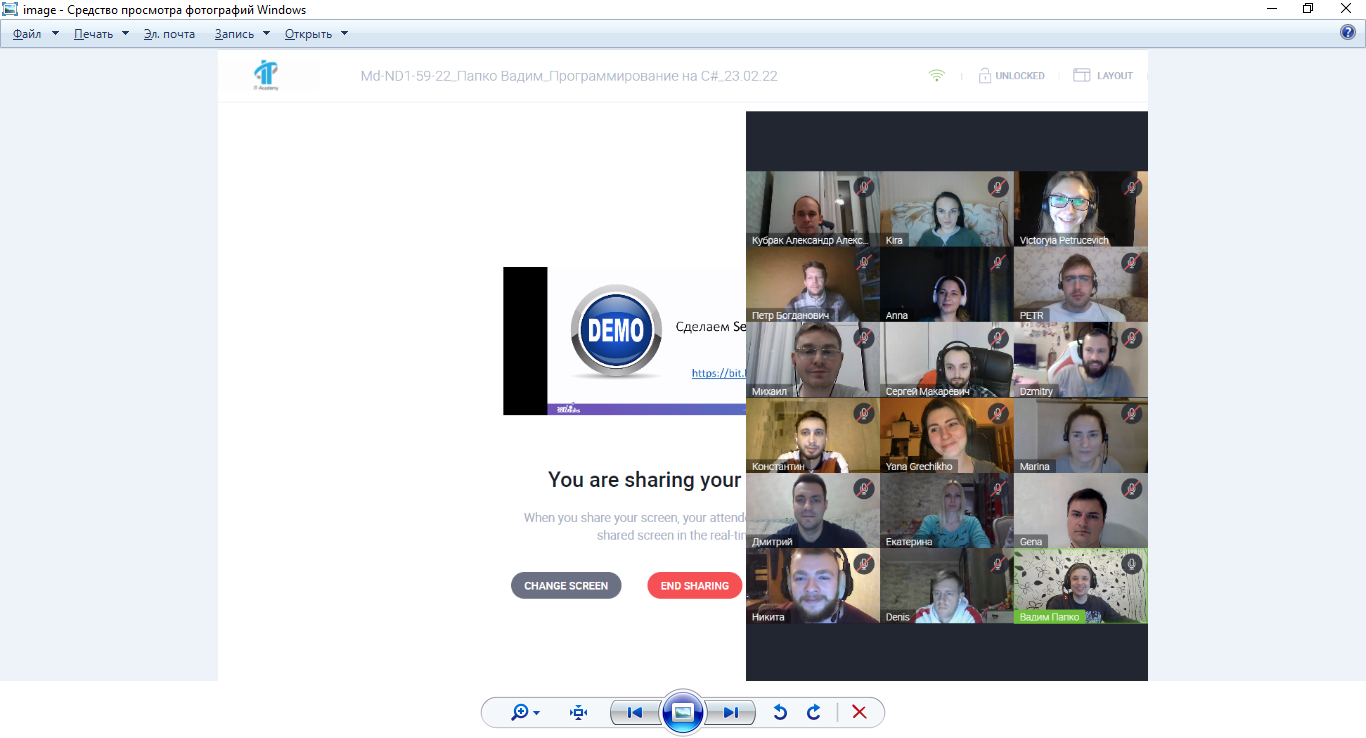 image - Средство просмотра фотографий Windows
Файл Печать Эл. почта Запись Открыть
IT Academy
Md-ND1-59-22_Папко Вадим_Программирование на C#_23.02.22
UNLOCKED
LAYOUT
DEMO
Сделаем Se
https://bit.
You are sharing your
When you share your screen, your attend
shared screen in the real-tim
CHANGE SCREEN
END SHARING
Кубрак Александр Алекс...
Kira
Victoryia Petrucevich
Петр Богданович
Anna
PETR
Михаил
Сергей Макаревич
Dzmitry
Константин
Yana Grechikho
Marina
Дмитрий
Екатерина
Gena
Никита
Denis
Вадим Папко